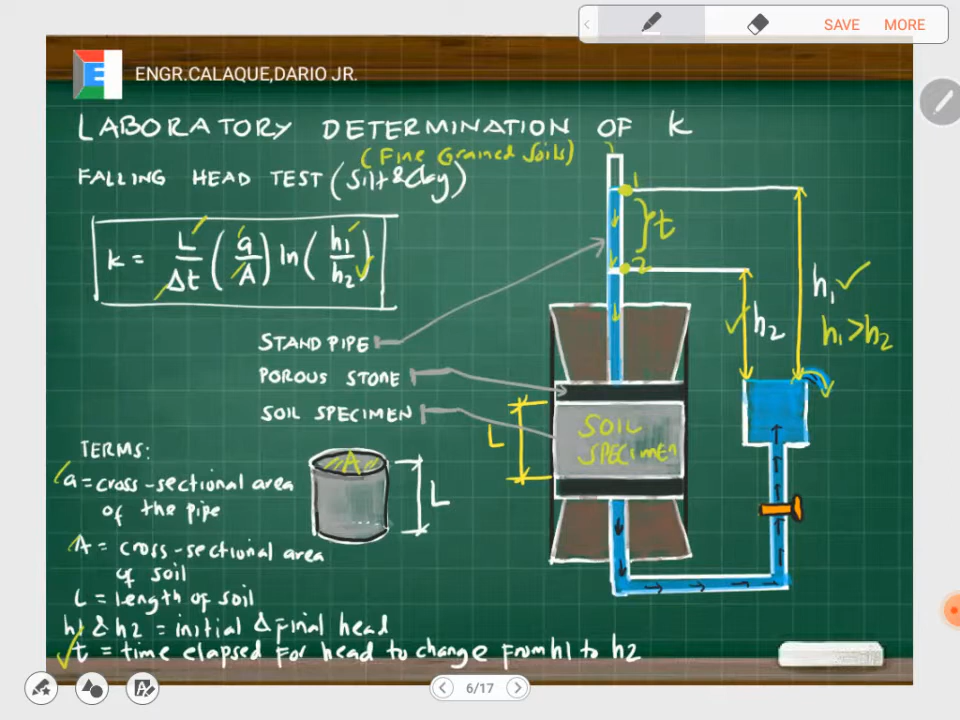 SAVE
MORE
E
ENGR.CALAQUE,DARIO JR.
LABORATORY DETERMINATION OF K
(Fine Grained Soils)
FALLING HEAD TEST (Silt & Clay)
K = L/Δt (a/A) ln (h1/h2)
1
t
2
h1
h2
h1>h2
STAND PIPE
POROUS STONE
SOIL SPECIMEN
L
SOIL
SPECIMEN
A
L
TERMS:
a = cross-sectional area
of the pipe
A = cross-sectional area
of soil
L = length of soil
h1 & h2 = initial & final head
t = time elapsed for head to change from h1 to h2
6/17